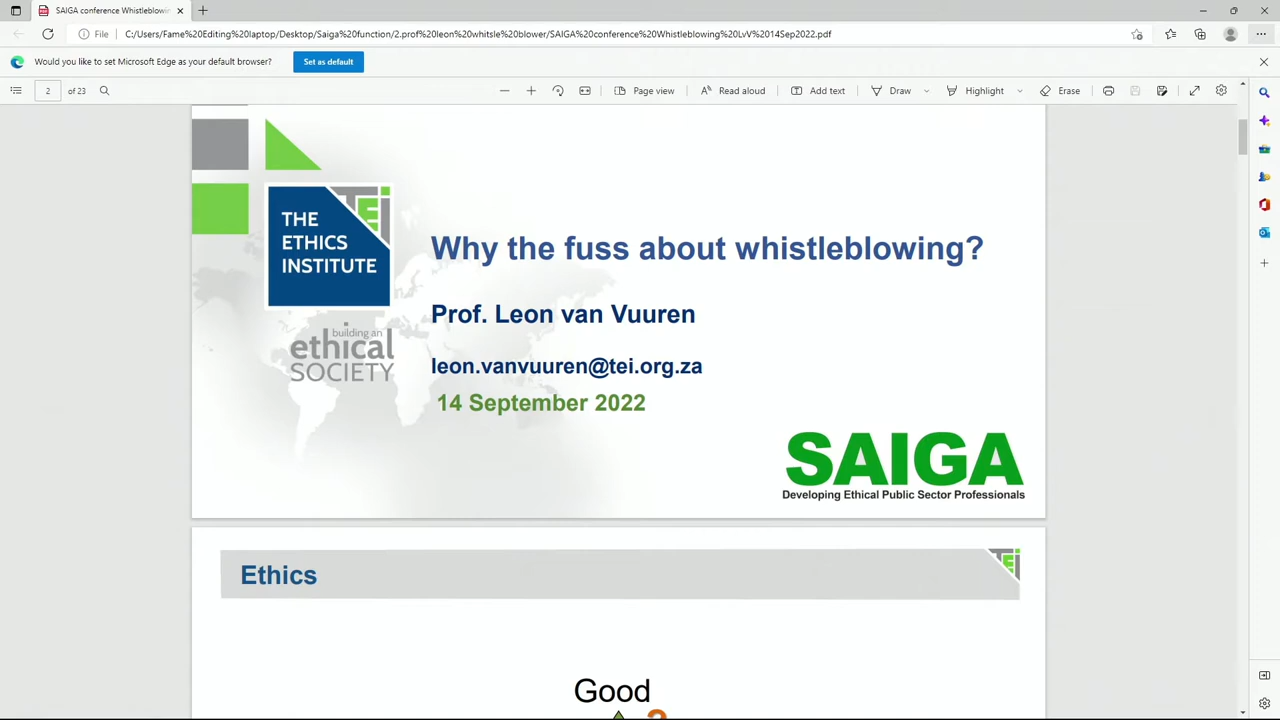 SAIGA conference Whistleblowin
File
C:/Users/Fame%20Editing%20laptop/Desktop/Saiga%20function/2.prof%20leon%20whitsle%20blower/SAIGA%20conference%20Whistleblowing%20LvV%2014Sep2022.pdf
Would you like to set Microsoft Edge as your default browser?
Set as default
2 of 23
Page view
Read aloud
Add text
Draw
Highlight
Erase
THE
ETHICS
INSTITUTE
TEi
building an
ethical
SOCIETY
Why the fuss about whistleblowing?
Prof. Leon van Vuuren
leon.vanvuuren@tei.org.za
14 September 2022
SAIGA
Developing Ethical Public Sector Professionals
Ethics
TEi
Good